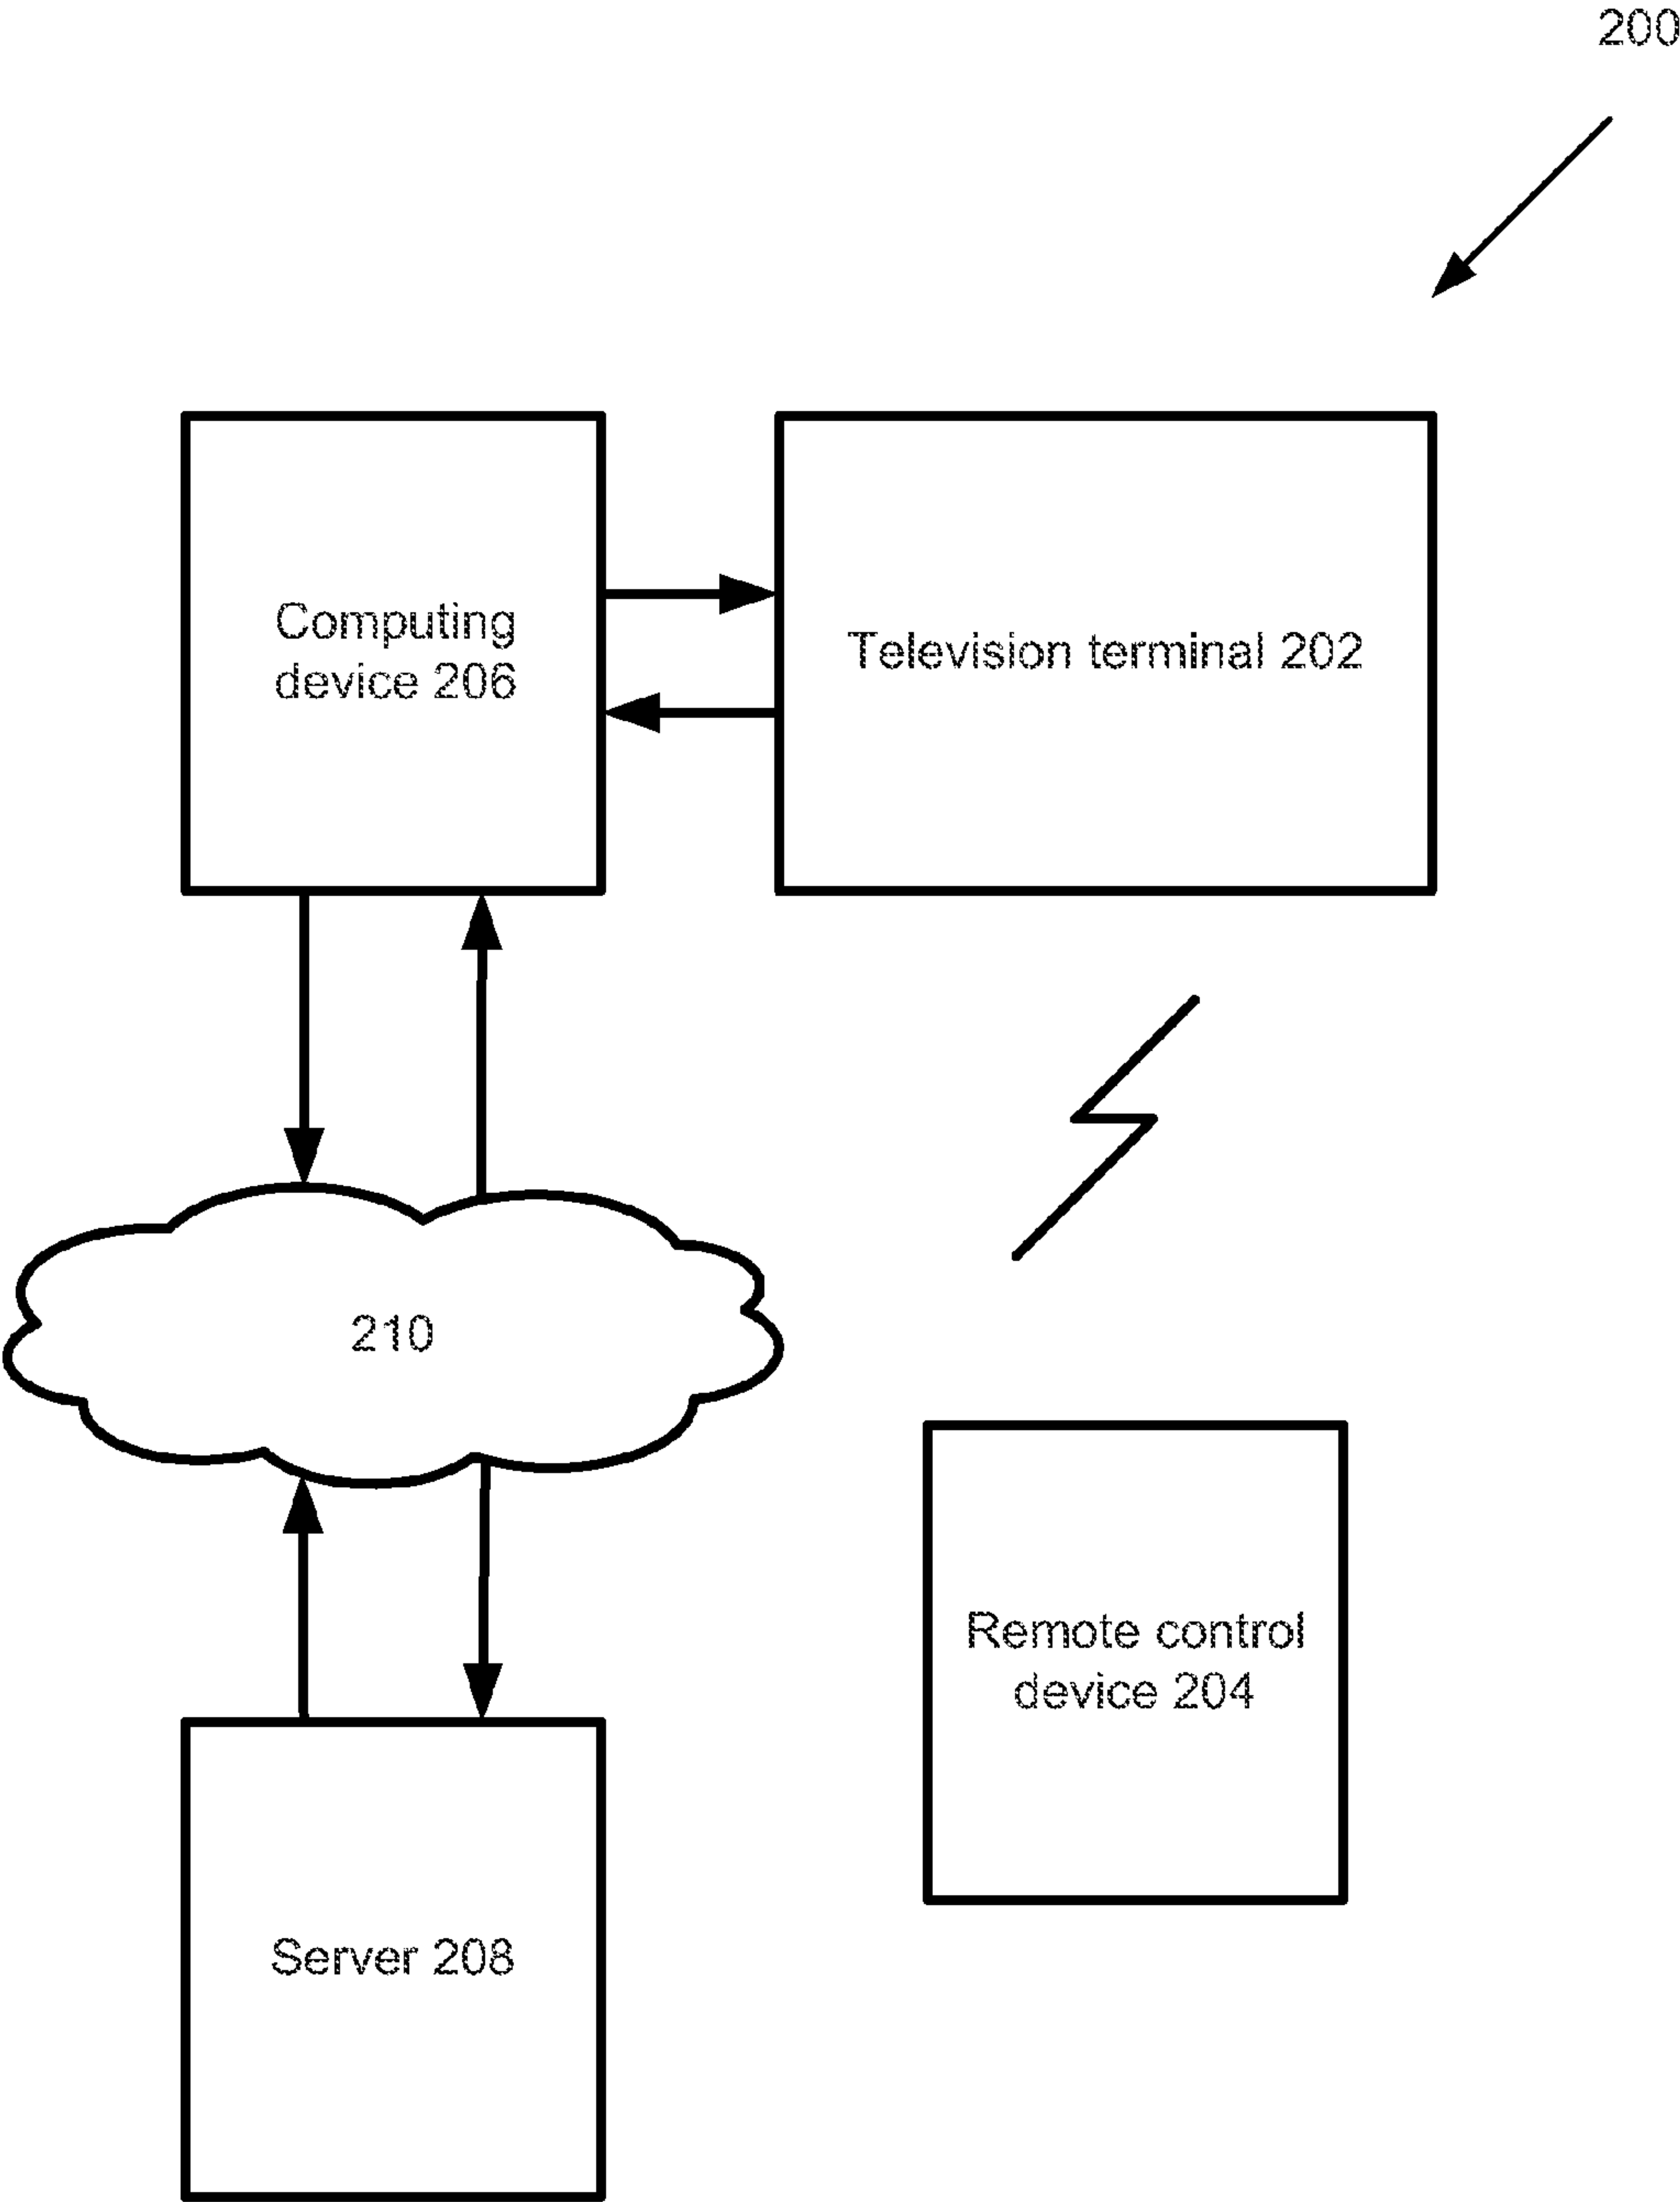 200
Computing
device 206
Television terminal 202
210
Remote control
device 204
Server 208